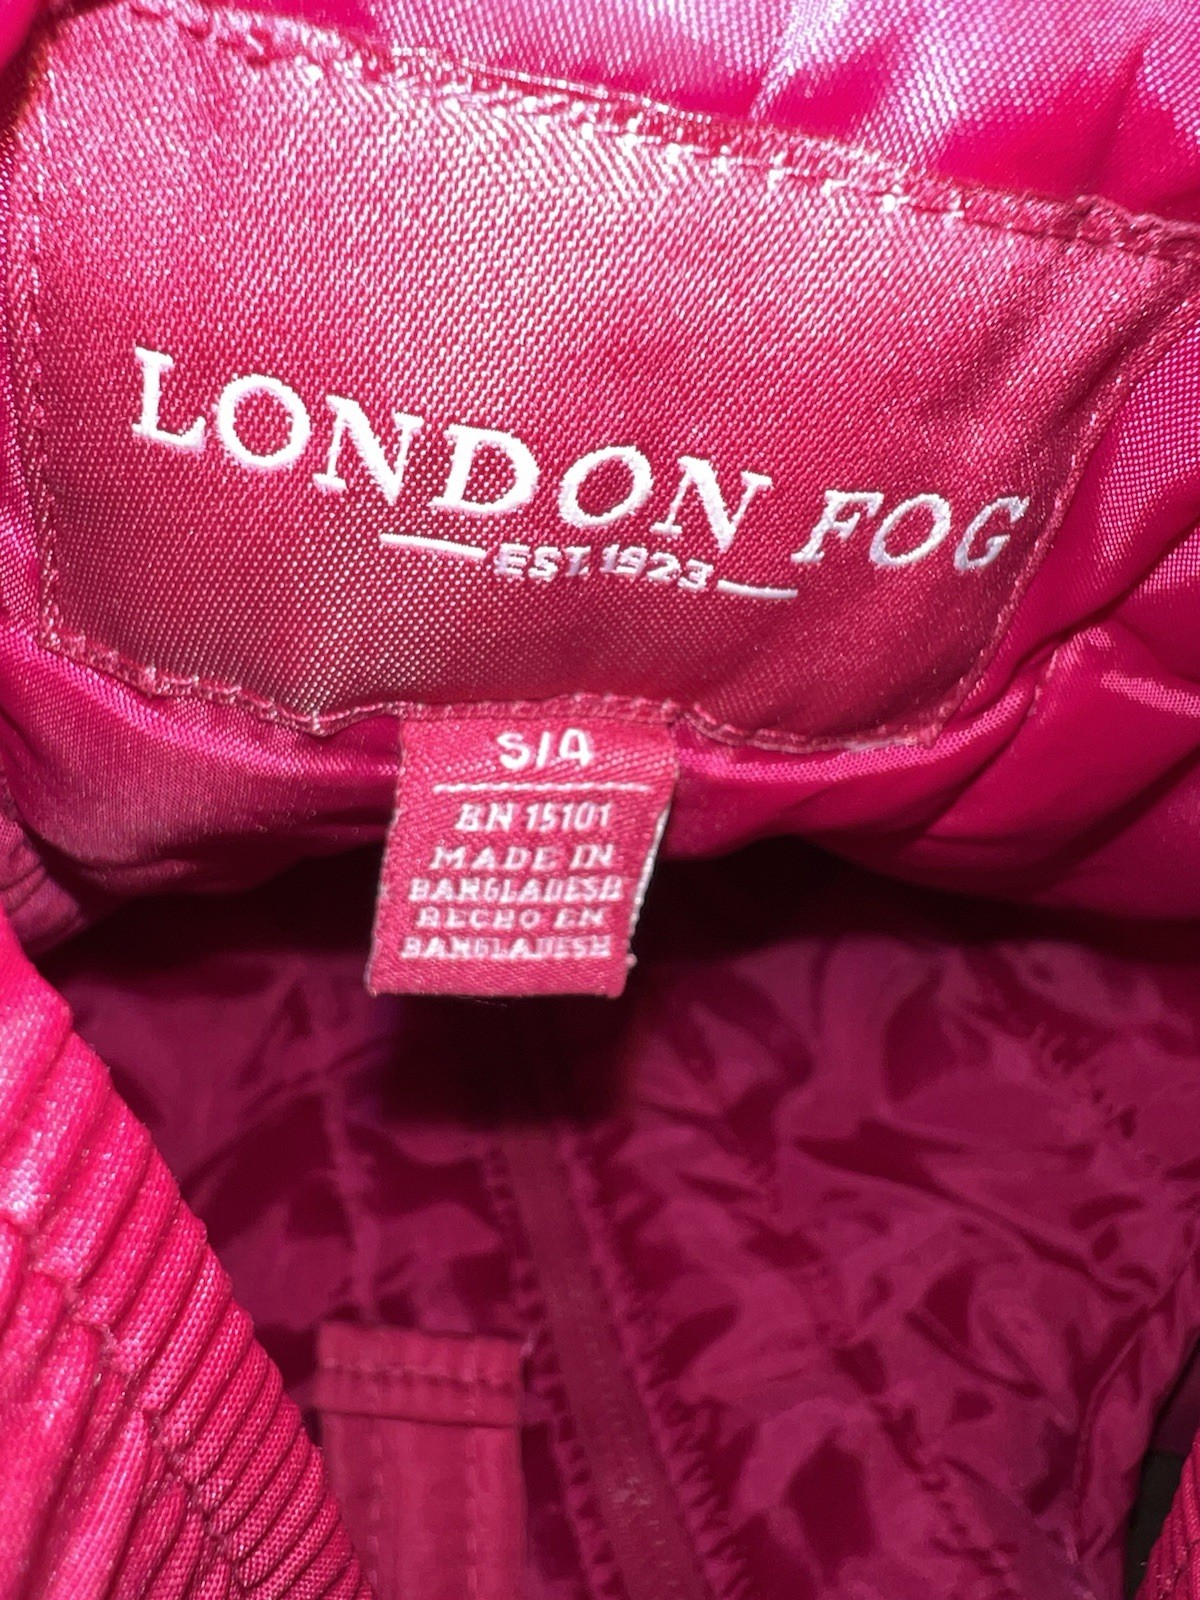 LONDON FOG
EST. 1923
S/4
RN 15101
MADE IN
BANGLADESH
HECHO EN
BANGLADESH